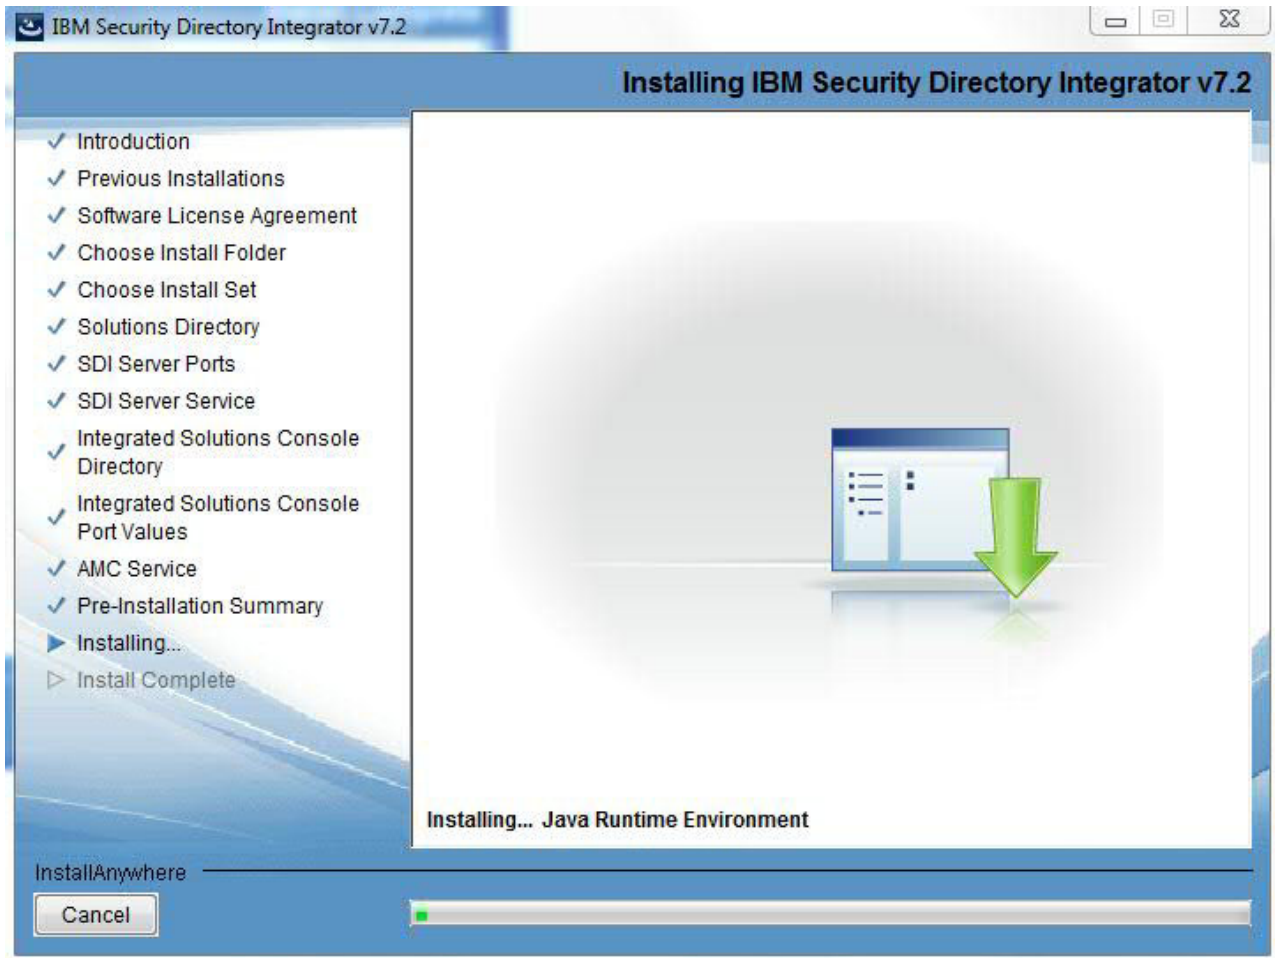 IBM Security Directory Integrator v7.2
Installing IBM Security Directory Integrator v7.2
Introduction
Previous Installations
Software License Agreement
Choose Install Folder
Choose Install Set
Solutions Directory
SDI Server Ports
SDI Server Service
Integrated Solutions Console
Directory
Integrated Solutions Console
Port Values
AMC Service
Pre-Installation Summary
Installing...
Install Complete
Installing... Java Runtime Environment
InstallAnywhere
Cancel